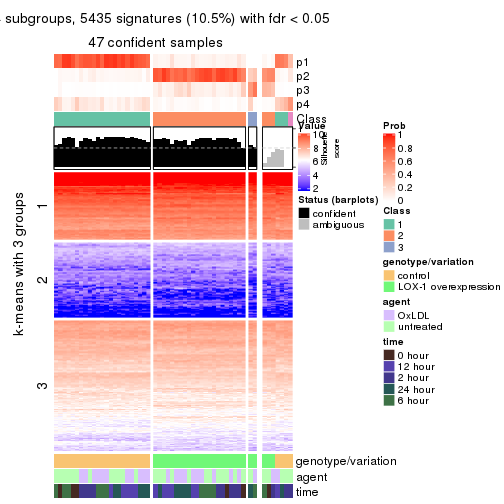 subgroups, 5435 signatures (10.5%) with fdr < 0.05
47 confident samples
p1
p2
p3
p4
Class
k-means with 3 groups
1
2
3
Value
10
8
6
4
2
Silhouette
score
Status (barplots)
confident
ambiguous
Prob
1
0.8
0.6
0.4
0.2
0
Class
1
2
3
genotype/variation
control
LOX-1 overexpression
agent
OxLDL
untreated
time
0 hour
12 hour
2 hour
24 hour
6 hour
genotype/variation
agent
time